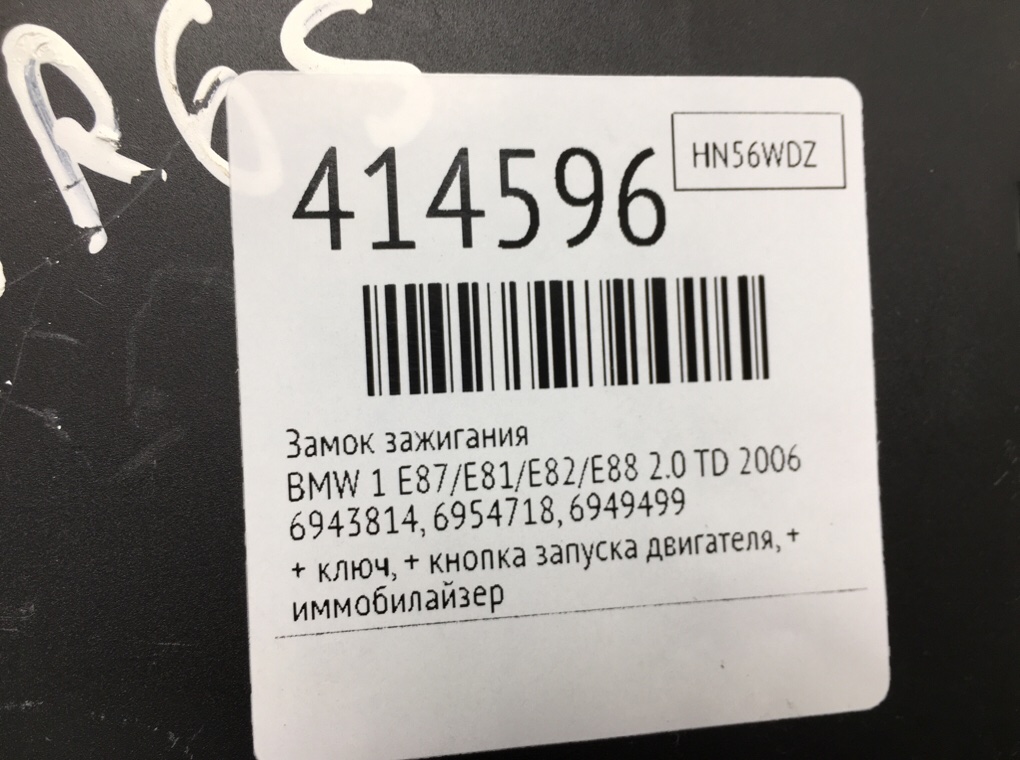 414596
HN56WDZ
Замок зажигания
BMW 1 E87/E81/E82/E88 2.0 TD 2006
6943814, 6954718, 6949499
+ ключ, + кнопка запуска двигателя, +
иммобилайзер